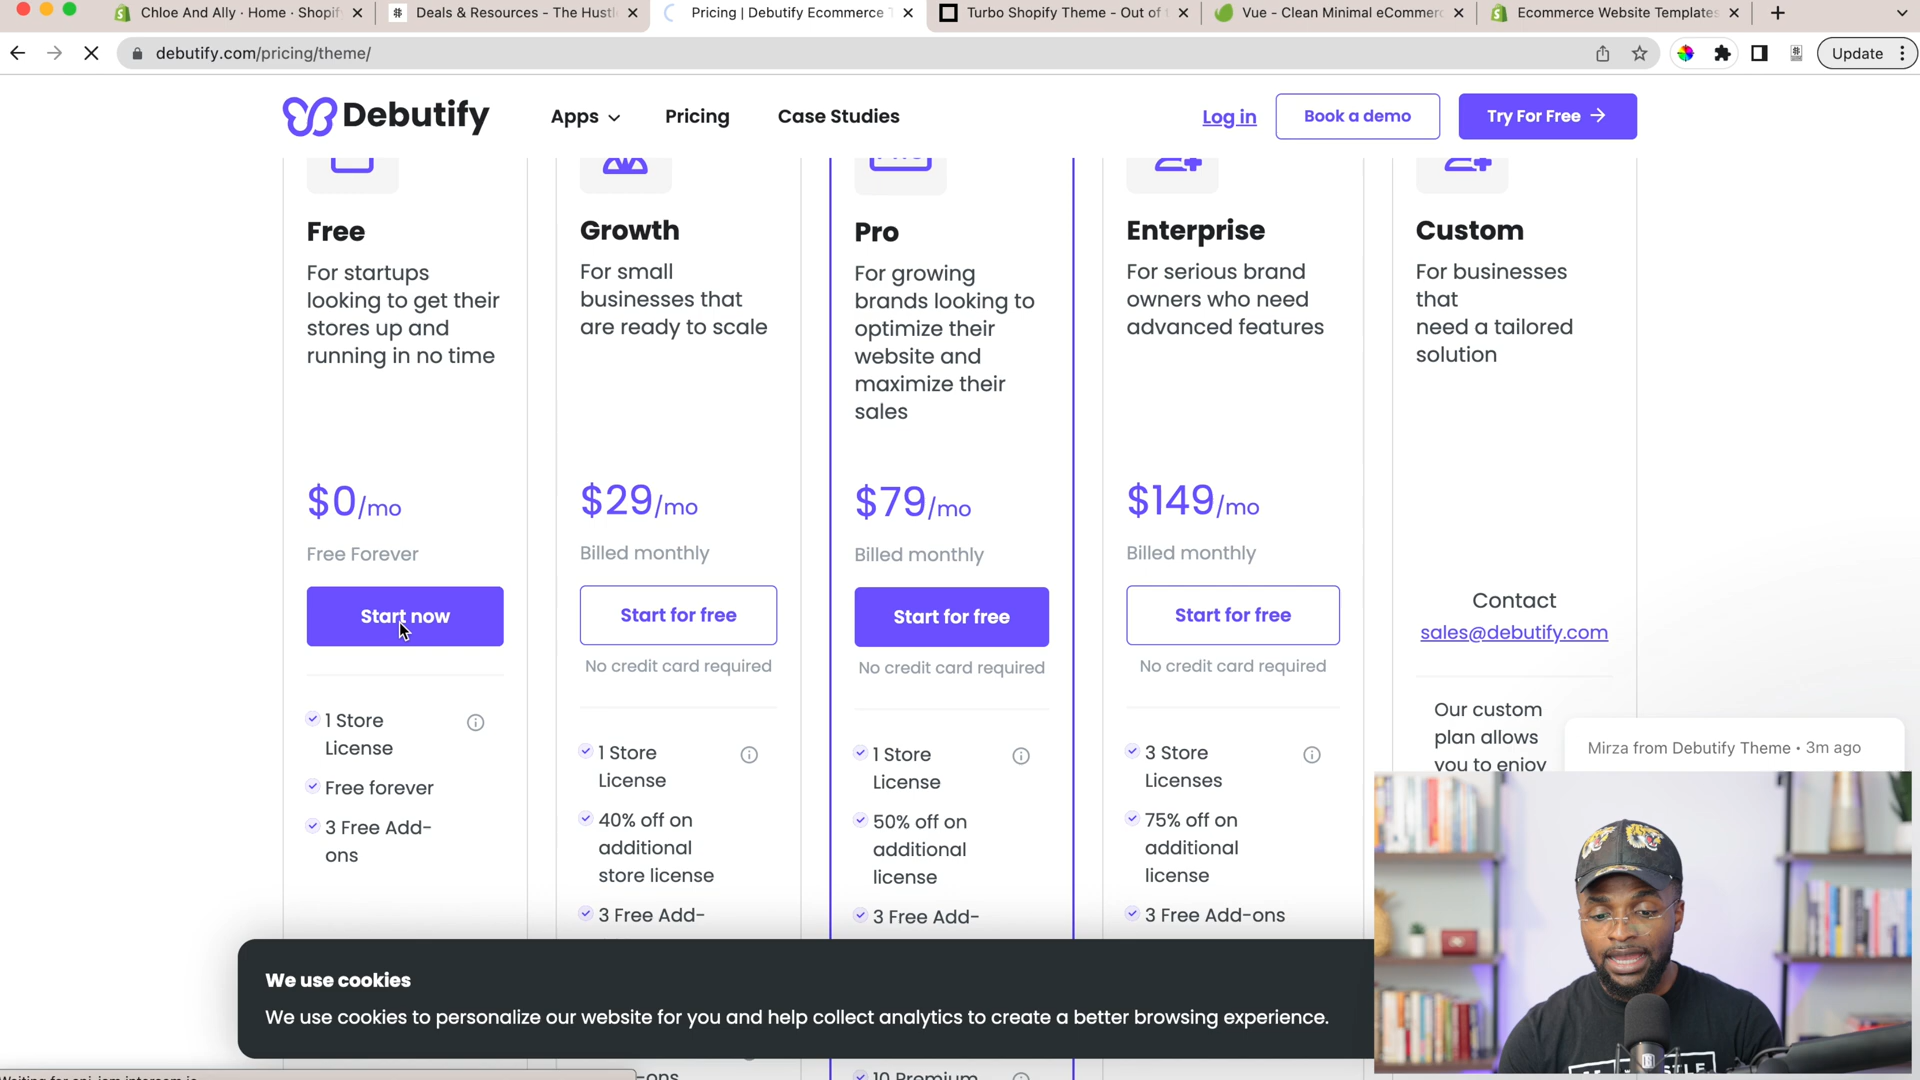 Chloe And Ally · Home · Shopify
Deals & Resources - The Hustle
Pricing | Debutify Ecommerce T
Turbo Shopify Theme - Out of t
Vue - Clean Minimal eCommerc
Ecommerce Website Templates
debutify.com/pricing/theme/
Update
Debutify
Apps
Pricing
Case Studies
Log in
Book a demo
Try For Free →
Free
For startups
looking to get their
stores up and
running in no time
$0/mo
Free Forever
Start now
1 Store
License
Free forever
3 Free Add-
ons
Growth
For small
businesses that
are ready to scale
$29/mo
Billed monthly
Start for free
No credit card required
1 Store
License
40% off on
additional
store license
3 Free Add-
-ons
Pro
For growing
brands looking to
optimize their
website and
maximize their
sales
$79/mo
Billed monthly
Start for free
No credit card required
1 Store
License
50% off on
additional
license
3 Free Add-
10 Premium
Enterprise
For serious brand
owners who need
advanced features
$149/mo
Billed monthly
Start for free
No credit card required
3 Store
Licenses
75% off on
additional
license
3 Free Add-ons
Custom
For businesses
that
need a tailored
solution
Contact
sales@debutify.com
Our custom
plan allows
you to enjoy
Mirza from Debutify Theme • 3m ago
We use cookies
We use cookies to personalize our website for you and help collect analytics to create a better browsing experience.